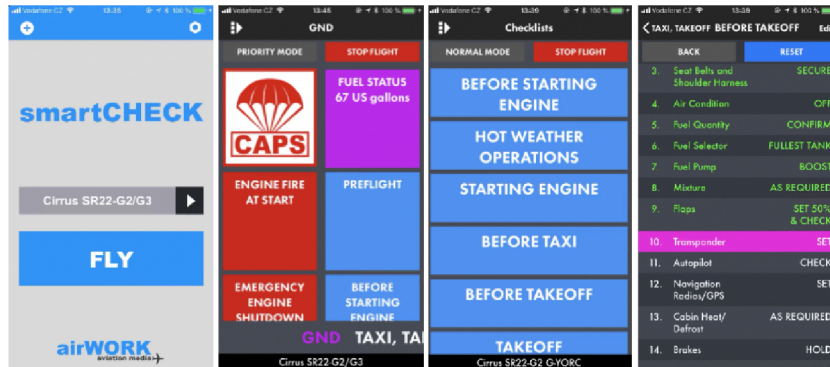 Vodafone CZ 13:35 100 %
smartCHECK
Cirrus SR22-G2/G3
FLY
airWORK
aviation media
Vodafone CZ 13:45 100 %
GND
PRIORITY MODE STOP FLIGHT
CAPS
FUEL STATUS
67 US gallons
ENGINE FIRE
AT START
PREFLIGHT
EMERGENCY
ENGINE
SHUTDOWN
BEFORE
STARTING
ENGINE
GND TAXI, TA
Cirrus SR22-G2/G3
Vodafone CZ 13:39 100 %
Checklists
NORMAL MODE STOP FLIGHT
BEFORE STARTING
ENGINE
HOT WEATHER
OPERATIONS
STARTING ENGINE
BEFORE TAXI
BEFORE TAKEOFF
TAKEOFF
Cirrus SR22-G2 G-YORC
Vodafone CZ 13:39 100 %
TAXI, TAKEOFF BEFORE TAKEOFF Edi
BACK RESET
3. Seat Belts and SECURE
Shoulder Harness
4. Air Condition OFF
5. Fuel Quantity CONFIRM
6. Fuel Selector FULLEST TANK
7. Fuel Pump BOOST
8. Mixture AS REQUIRED
9. Flaps SET 50%
& CHECK
10. Transponder SET
11. Autopilot CHECK
12. Navigation SET
Radios/GPS
13. Cabin Heat/ AS REQUIRED
Defrost
14. Brakes HOLD